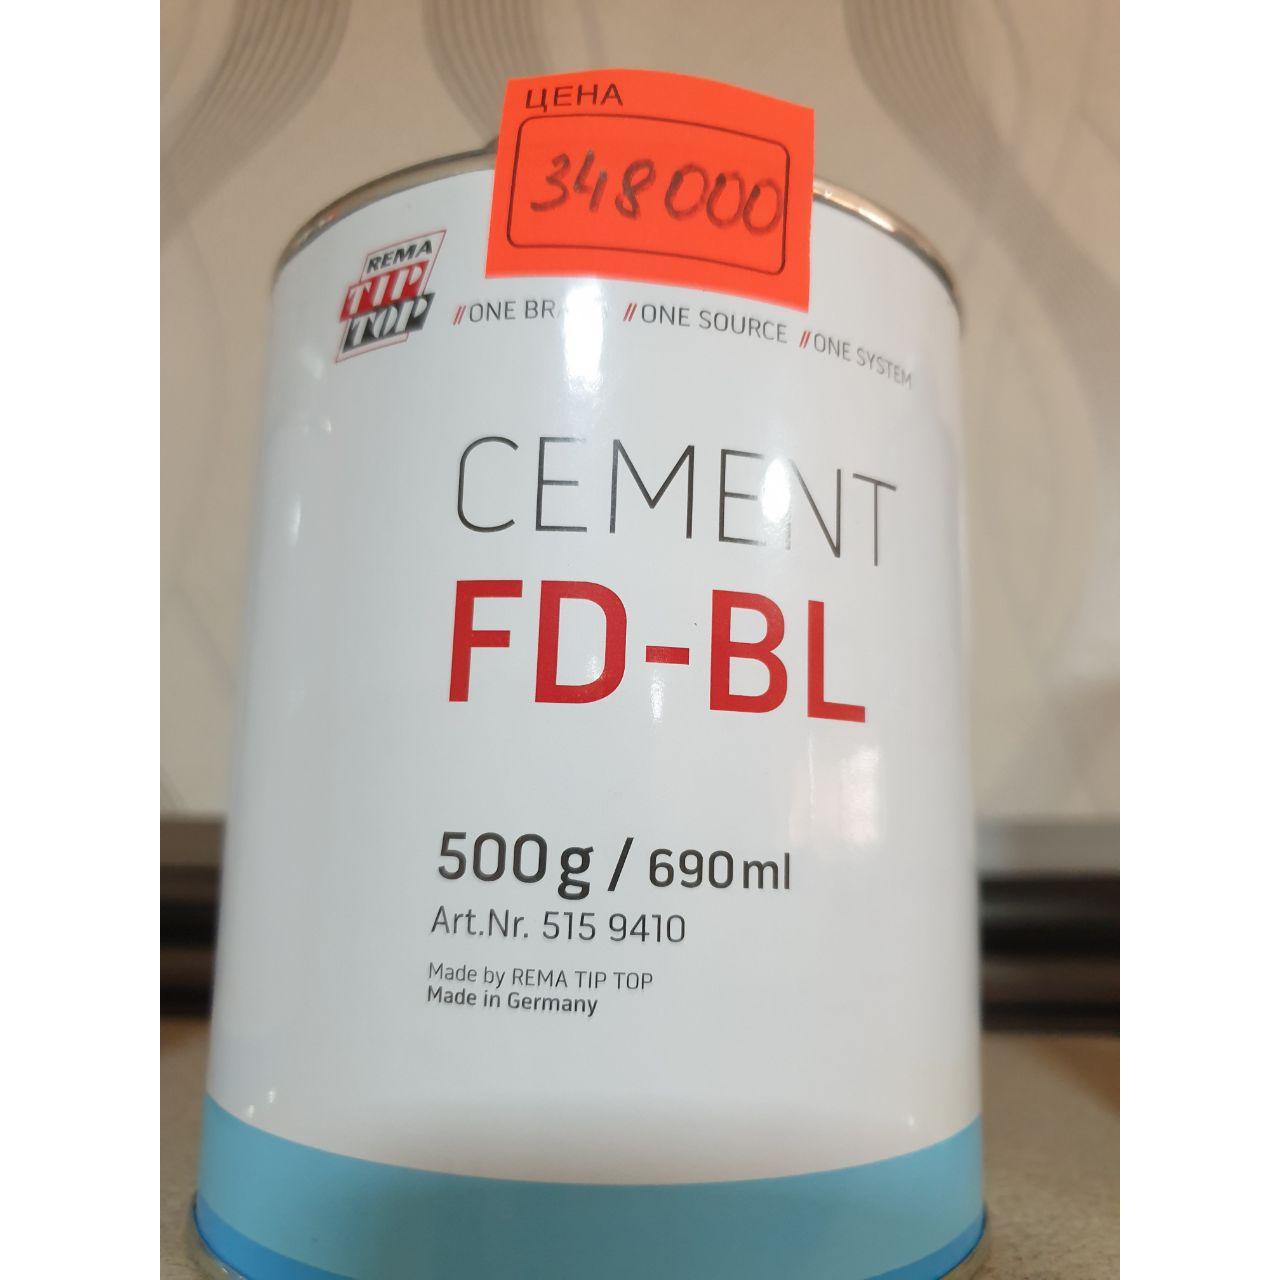 ЦЕНА
348000
REMA
TIP
TOP
//ONE //ONE SOURCE //ONE SYSTEM
CEMENT
FD-BL
500g / 690ml
Art.Nr. 515 9410
Made by REMA TIP TOP
Made in Germany